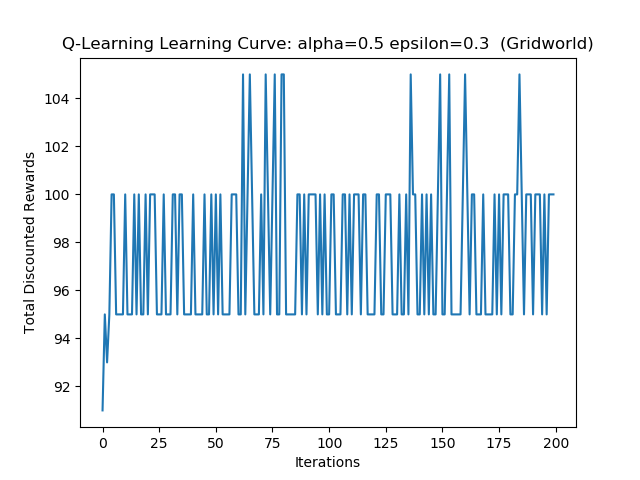 Q-Learning Learning Curve: alpha=0.5 epsilon=0.3  (Gridworld)
104
102
100
98
96
94
92
Total Discounted Rewards
0 25 50 75 100 125 150 175 200
Iterations